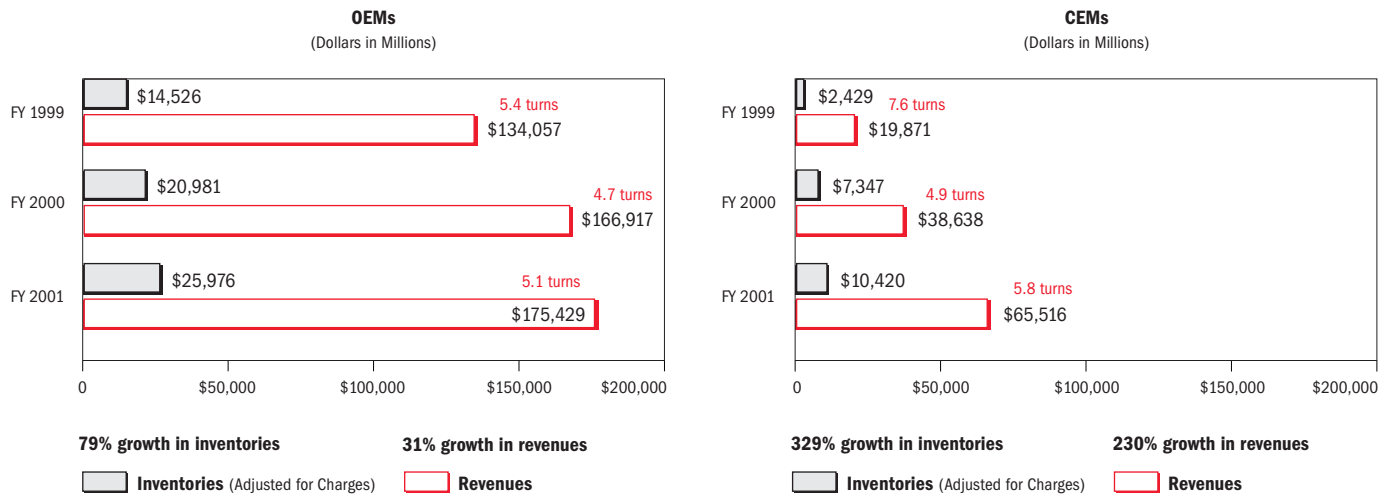 OEMs
(Dollars in Millions)
FY 1999
$14,526
5.4 turns
$134,057
FY 2000
$20,981
4.7 turns
$166,917
FY 2001
$25,976
5.1 turns
$175,429
0
$50,000
$100,000
$150,000
$200,000
79% growth in inventories
31% growth in revenues
Inventories (Adjusted for Charges)
Revenues
CEMs
(Dollars in Millions)
FY 1999
$2,429
7.6 turns
$19,871
FY 2000
$7,347
4.9 turns
$38,638
FY 2001
$10,420
5.8 turns
$65,516
0
$50,000
$100,000
$150,000
$200,000
329% growth in inventories
230% growth in revenues
Inventories (Adjusted for Charges)
Revenues